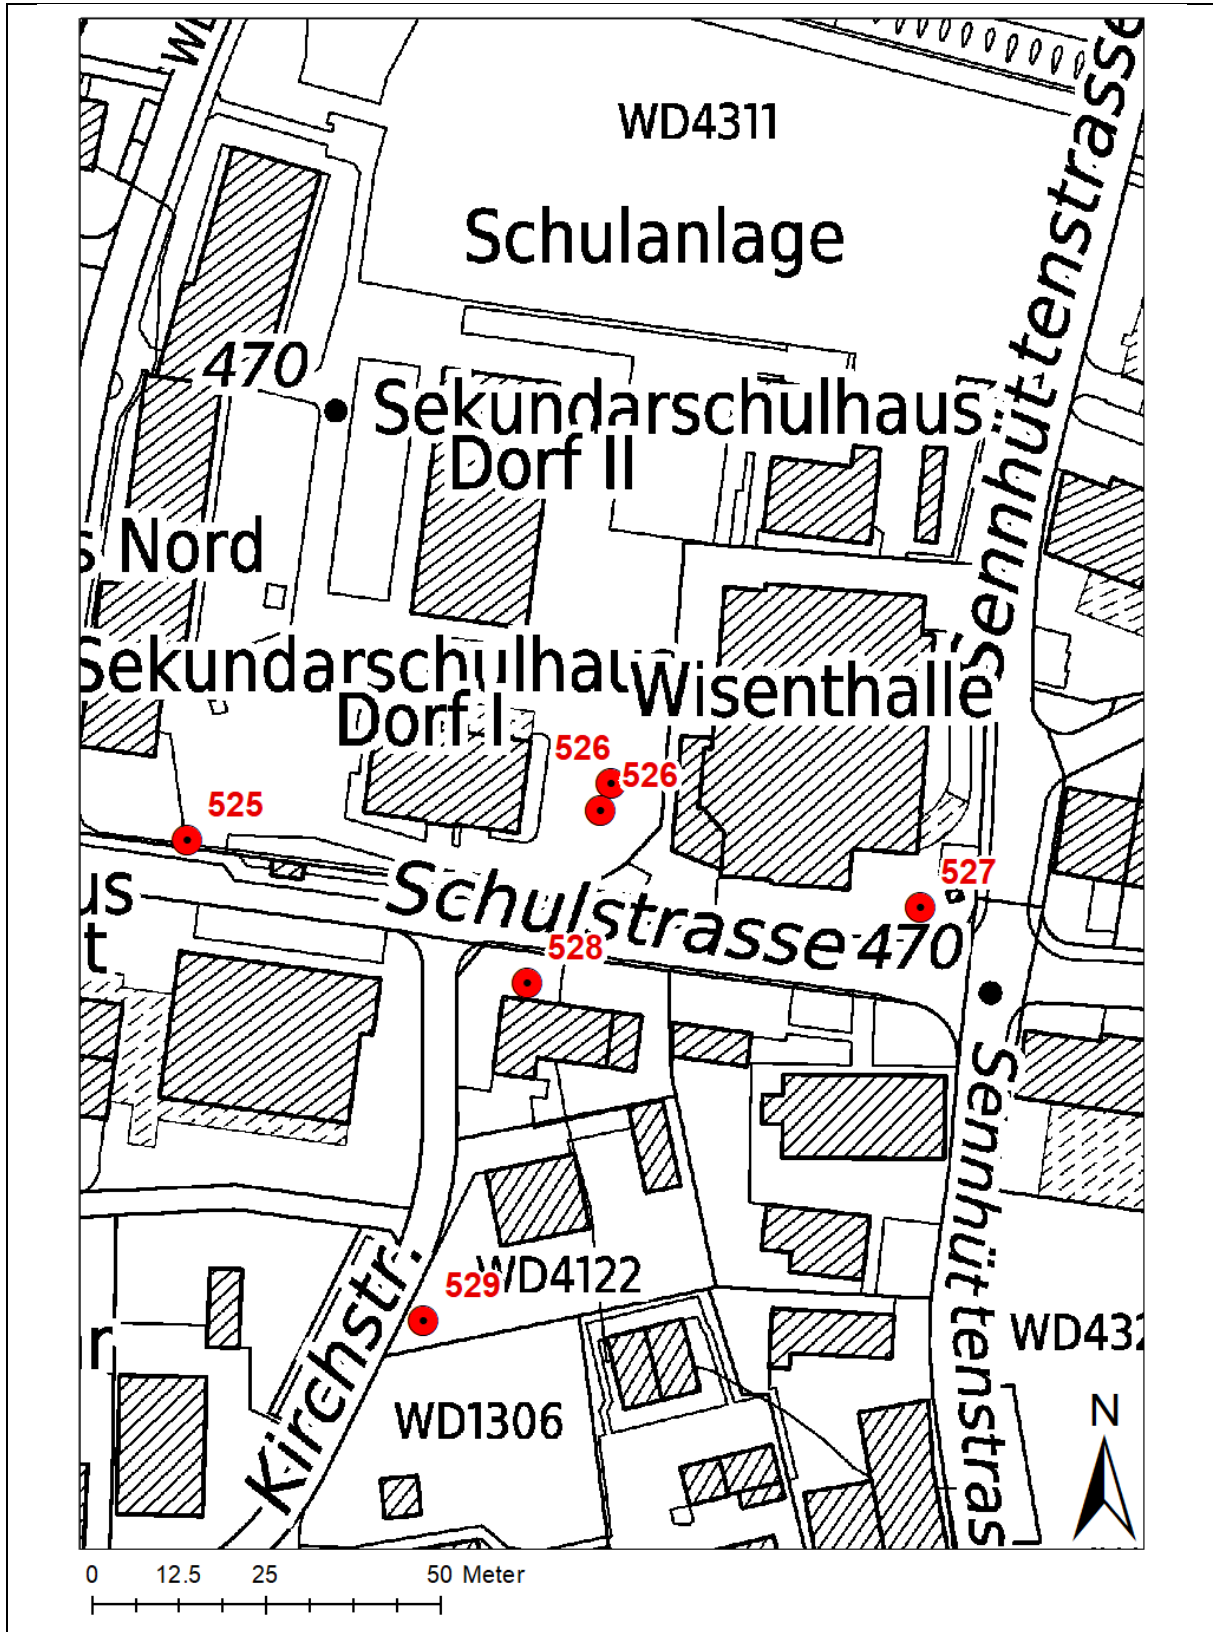 WD4311
Schulanlage
Sennhüttenstrasse
470
Sekundarschulhaus
Dorf II
s Nord
Sekundarschulhau
Dorf I
Wisenthalle
526
526
525
527
Schulstrasse
470
us
t
528
Sennhüttenstras
529
WD4122
Kirchstr.
WD432
WD1306
N
0 12.5 25 50 Meter